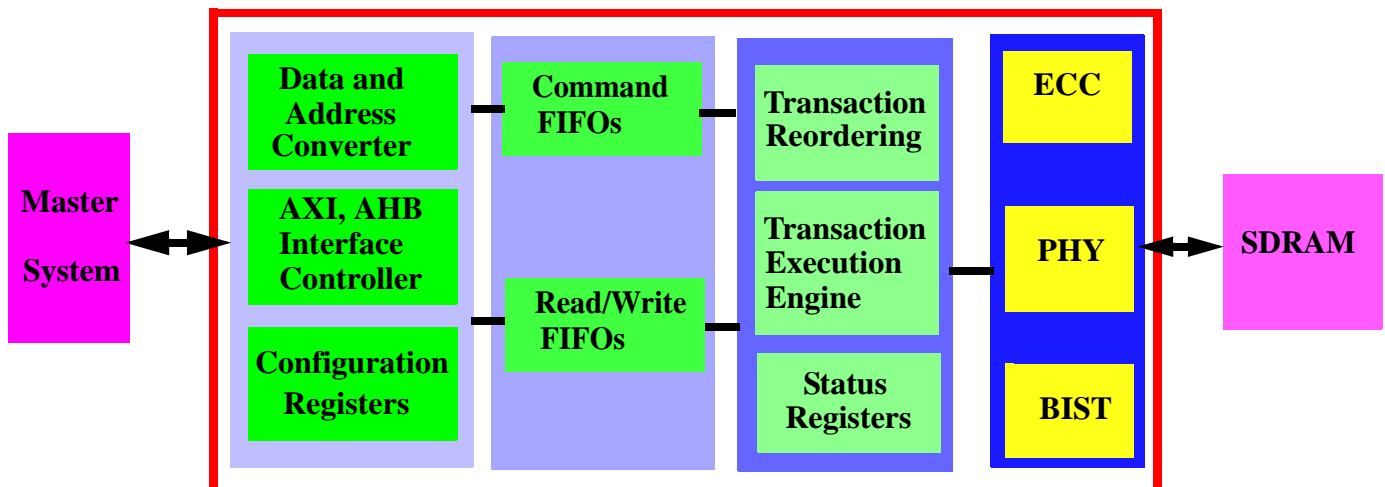 Master
System
Data and
Address
Converter
AXI, AHB
Interface
Controller
Configuration
Registers
Command
FIFOs
Read/Write
FIFOs
Transaction
Reordering
Transaction
Execution
Engine
Status
Registers
ECC
PHY
BIST
SDRAM